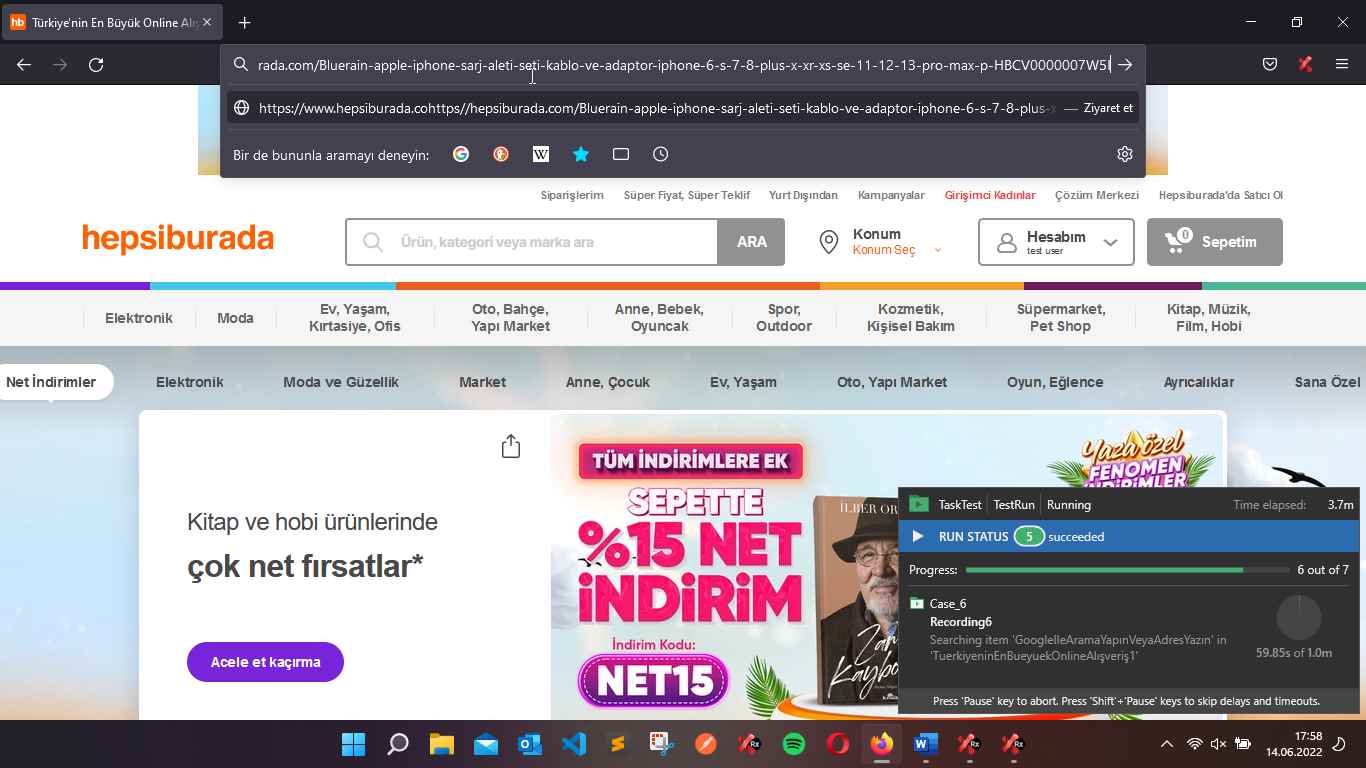 Türkiye'nin En Büyük Online Alış
rada.com/Bluerain-apple-iphone-sarj-aleti-seti-kablo-ve-adaptor-iphone-6-s-7-8-plus-x-xr-xs-se-11-12-13-pro-max-p-HBCV0000007W5I
https://www.hepsiburada.cohttps//hepsiburada.com/Bluerain-apple-iphone-sarj-aleti-seti-kablo-ve-adaptor-iphone-6-s-7-8-plus-x — Ziyaret et
Bir de bununla aramayı deneyin:
Siparişlerim Süper Fiyat, Süper Teklif Yurt Dışından Kampanyalar Girişimci Kadınlar Çözüm Merkezi Hepsiburada'da Satıcı Ol
hepsiburada
Ürün, kategori veya marka ara
ARA
Konum
Konum Seç
Hesabım
test user
0
Sepetim
Elektronik
Moda
Ev, Yaşam,
Kırtasiye, Ofis
Oto, Bahçe,
Yapı Market
Anne, Bebek,
Oyuncak
Spor,
Outdoor
Kozmetik,
Kişisel Bakım
Süpermarket,
Pet Shop
Kitap, Müzik,
Film, Hobi
Net İndirimler Elektronik Moda ve Güzellik Market Anne, Çocuk Ev, Yaşam Oto, Yapı Market Oyun, Eğlence Ayrıcalıklar Sana Özel
Kitap ve hobi ürünlerinde
çok net fırsatlar*
Acele et kaçırma
TÜM İNDİRİMLERE EK
SEPETTE
%15 NET
İNDİRİM
İndirim Kodu:
NET15
İLBER OR
Yaza özel
FENOMEN
İNDİRİMLER
TaskTest TestRun Running Time elapsed: 3.7m
RUN STATUS 5 succeeded
Progress: 6 out of 7
Case_6
Recording6
Searching item 'GooglelleAramaYapınVeyaAdresYazın' in
'TuerkiyeninEnBueyuekOnlineAlışveriş1'
59.85s of 1.0m
Press 'Pause' key to abort. Press 'Shift'+'Pause' keys to skip delays and timeouts.
17:58
14.06.2022